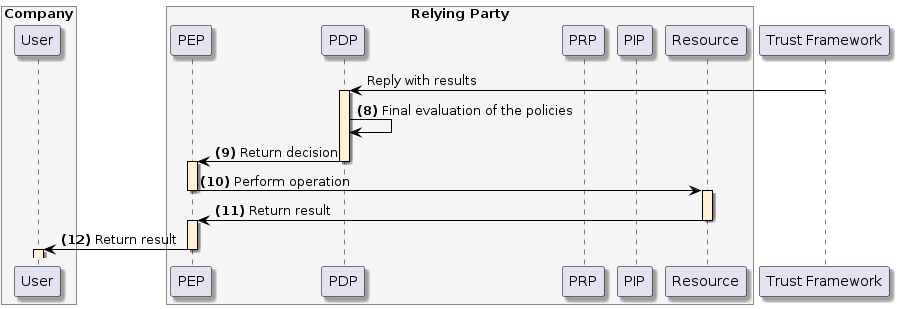 Company
Relying Party
User
PEP
PDP
PRP
PIP
Resource
Trust Framework
Reply with results
(8) Final evaluation of the policies
(9) Return decision
(10) Perform operation
(11) Return result
(12) Return result
User
PEP
PDP
PRP
PIP
Resource
Trust Framework